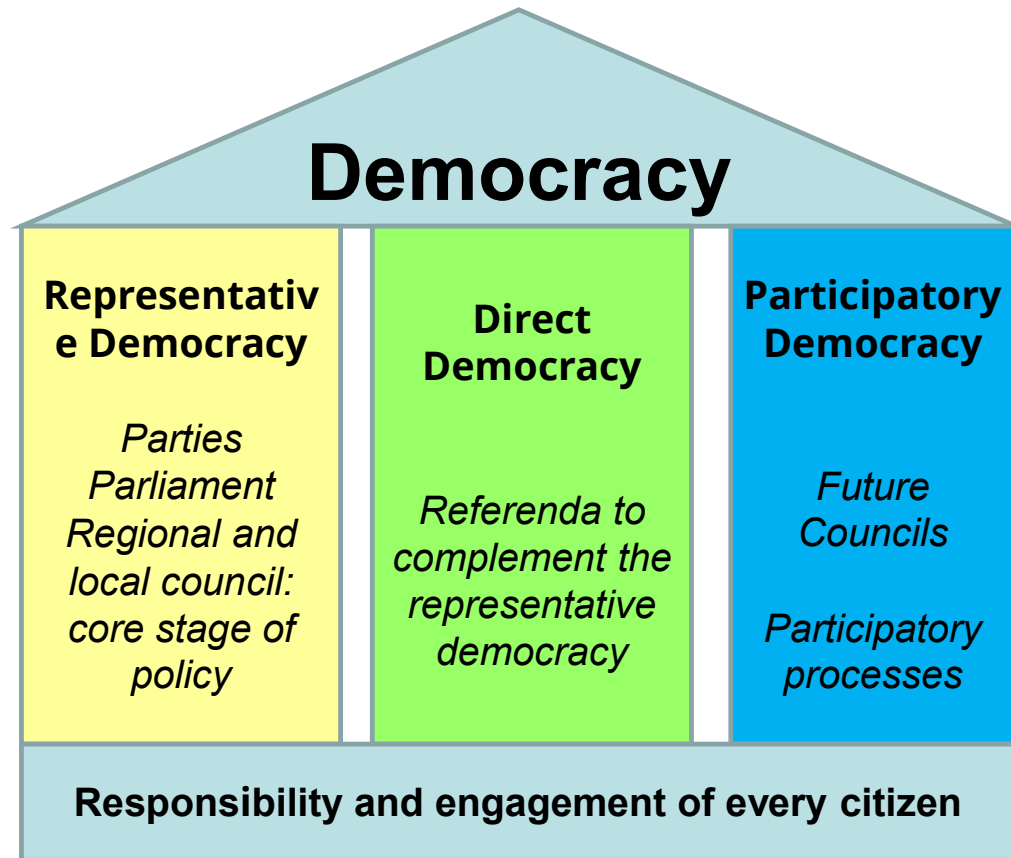 Democracy
Representativ
e Democracy
Parties
Parliament
Regional and
local council:
core stage of
policy
Direct
Democracy
Referenda to
complement the
representative
democracy
Participatory
Democracy
Future
Councils
Participatory
processes
Responsibility and engagement of every citizen